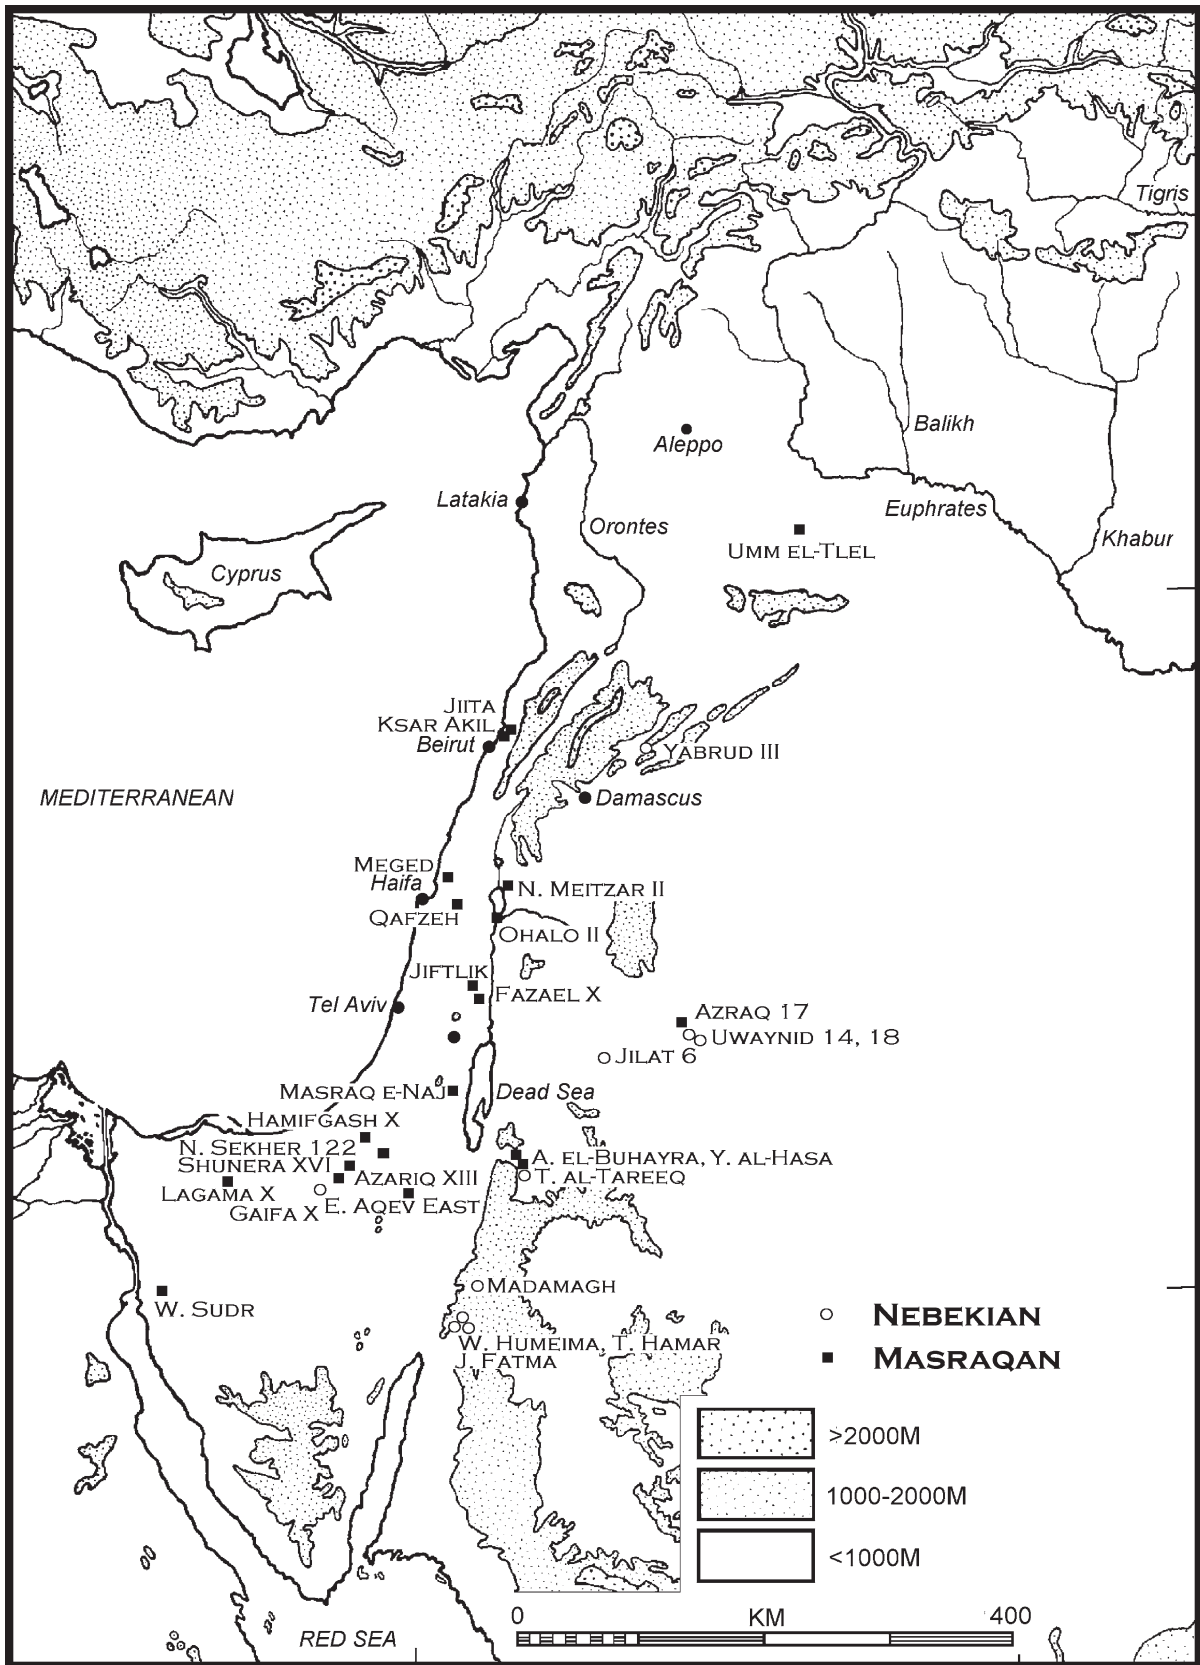 Tigris
Balikh
Aleppo
Latakia
Euphrates
Orontes
Khabur
UMM EL-TLEL
Cyprus
JIITA
KSAR AKIL
Beirut
YABRUD III
MEDITERRANEAN
Damascus
MEGED
Haifa
N. MEITZAR II
QAFZEH
OHALO II
JIFTLIK
FAZAEL X
Tel Aviv
AZRAQ 17
UWAYNID 14, 18
JILAT 6
MASRAQ E-NAJ
Dead Sea
HAMIFGASH X
N. SEKHER 122
SHUNERA XVI
A. EL-BUHAYRA, Y. AL-HASA
AZARIQ XIII
T. AL-TAREEQ
LAGAMA X
GAIFA X
E. AQEV EAST
MADAMAGH
W. SUDR
W. HUMEIMA, T. HAMAR
J. FATMA
NEBEKIAN
MASRAQAN
>2000M
1000-2000M
<1000M
0 KM 400
RED SEA